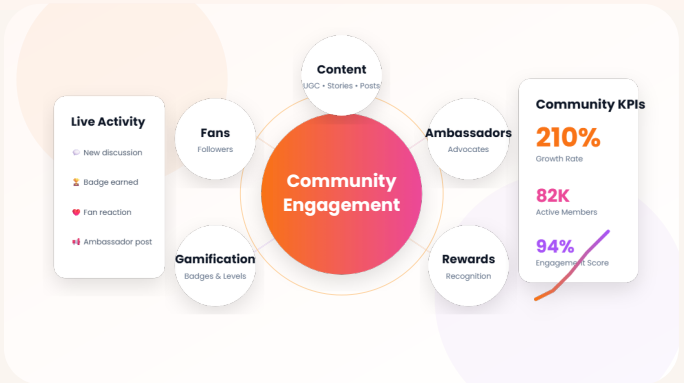 Content
UGC • Stories • Posts
Live Activity
New discussion
Badge earned
Fan reaction
Ambassador post
Fans
Followers
Gamification
Badges & Levels
Community
Engagement
Ambassadors
Advocates
Rewards
Recognition
Community KPIs
210%
Growth Rate
82K
Active Members
94%
Engagement Score